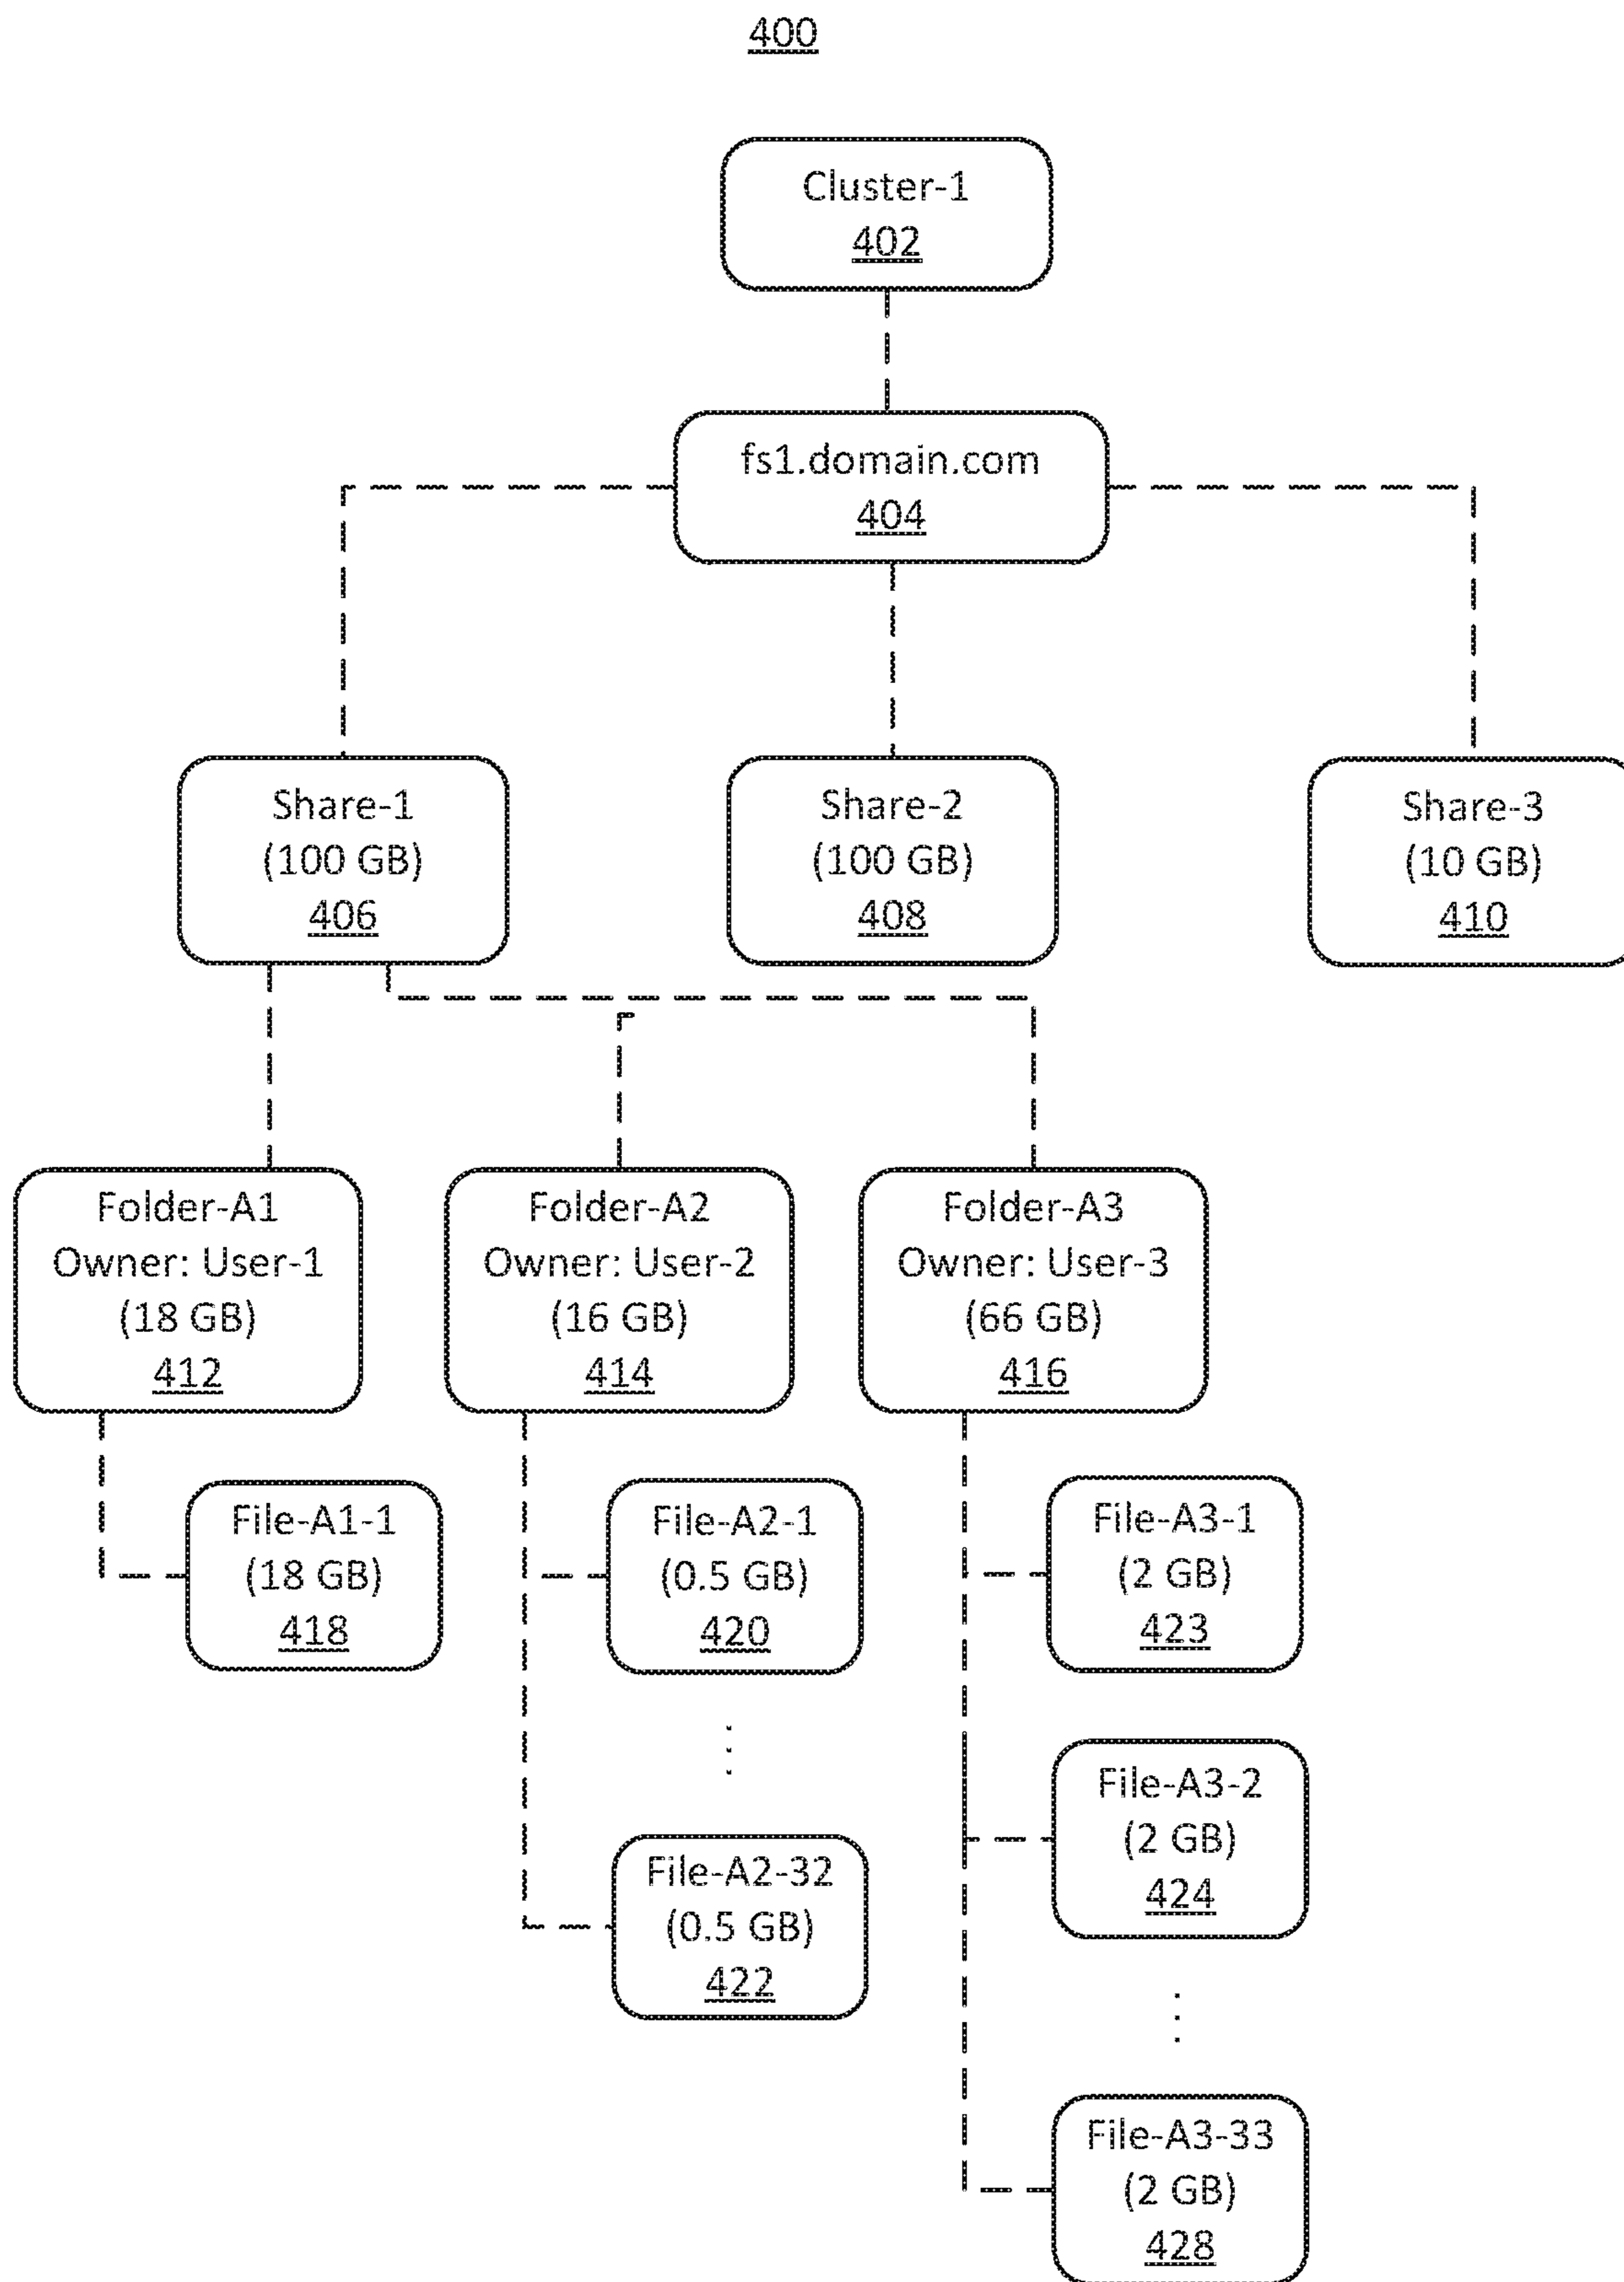 400
Cluster-1
402
fs1.domain.com
404
Share-1
(100 GB)
406
Share-2
(100 GB)
408
Share-3
(10 GB)
410
Folder-A1
Owner: User-1
(18 GB)
412
Folder-A2
Owner: User-2
(16 GB)
414
Folder-A3
Owner: User-3
(66 GB)
416
File-A1-1
(18 GB)
418
File-A2-1
(0.5 GB)
420
File-A3-1
(2 GB)
423
File-A3-2
(2 GB)
424
File-A2-32
(0.5 GB)
422
File-A3-33
(2 GB)
428